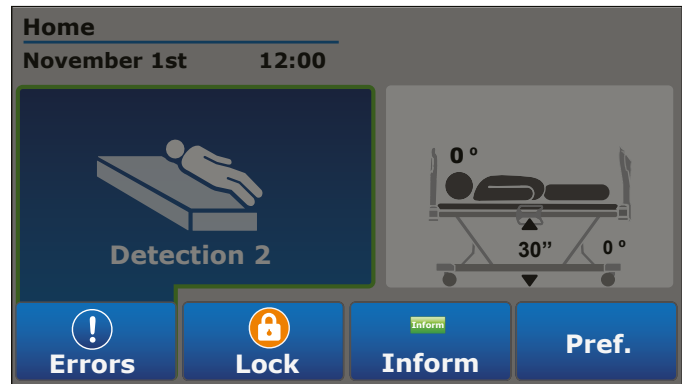 Home
November 1st 12:00
0 º
Detection 2
30” 0 º
Inform
Errors Lock Inform Pref.